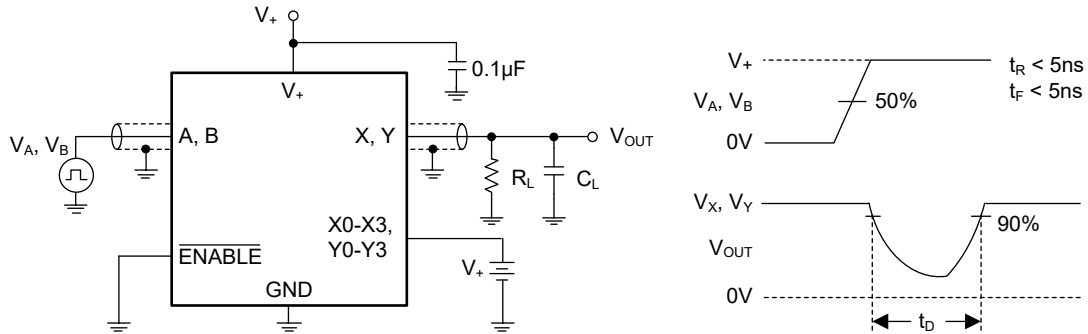 V+
0.1μF
V+
A, B
X, Y
VA, VB
VOUT
RL
CL
X0-X3,
Y0-Y3
ENABLE
V+
GND
V+
tR < 5ns
tF < 5ns
VA, VB
50%
0V
VX, VY
90%
VOUT
0V
tD